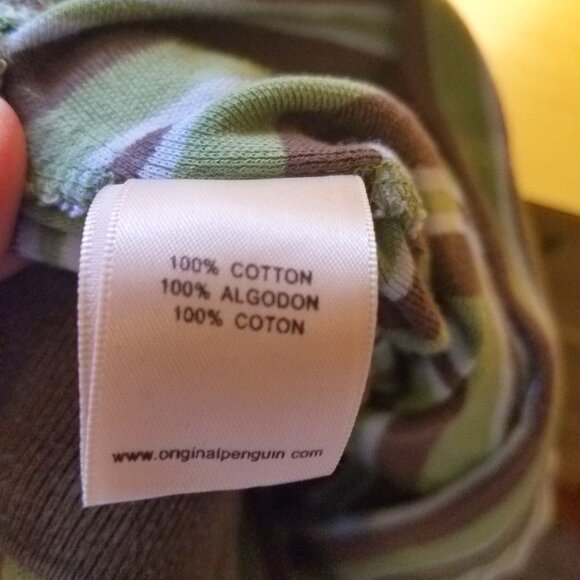 100% COTTON
100% ALGODON
100% COTON
www.originalpenguin com